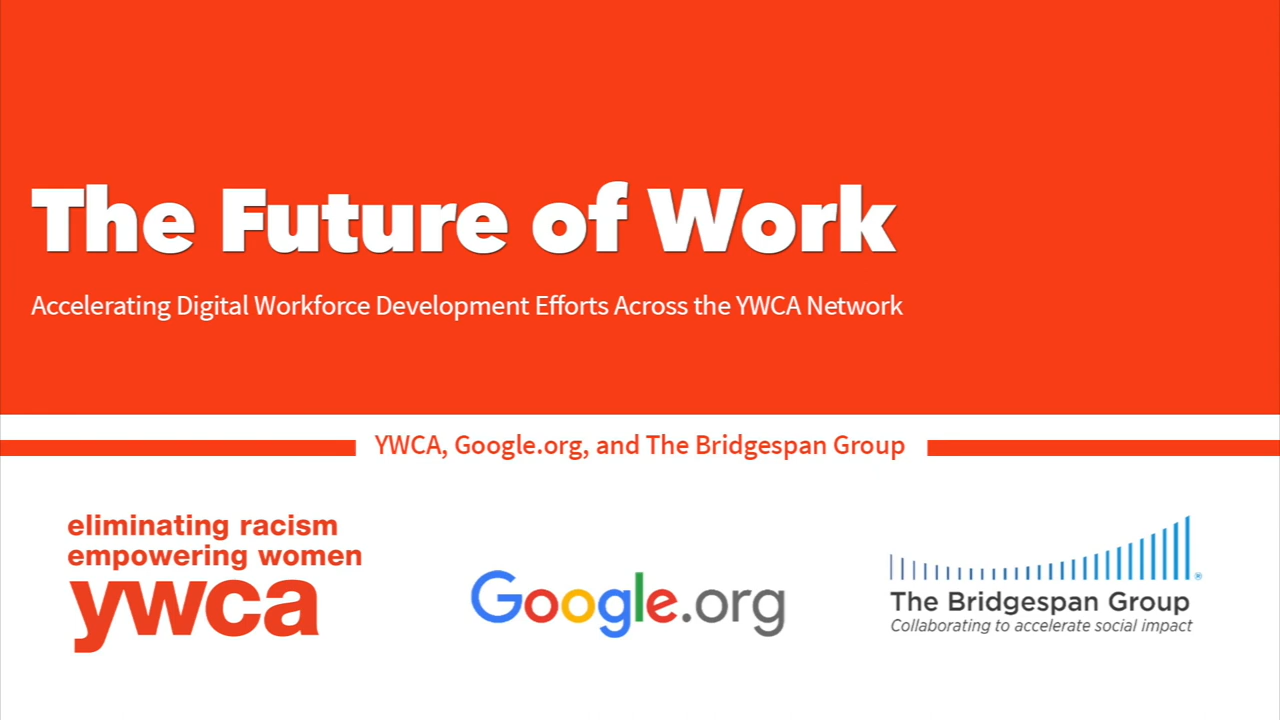 The Future of Work
Accelerating Digital Workforce Development Efforts Across the YWCA Network
YWCA, Google.org, and The Bridgespan Group
eliminating racism
empowering women
ywca
Google.org
The Bridgespan Group
Collaborating to accelerate social impact